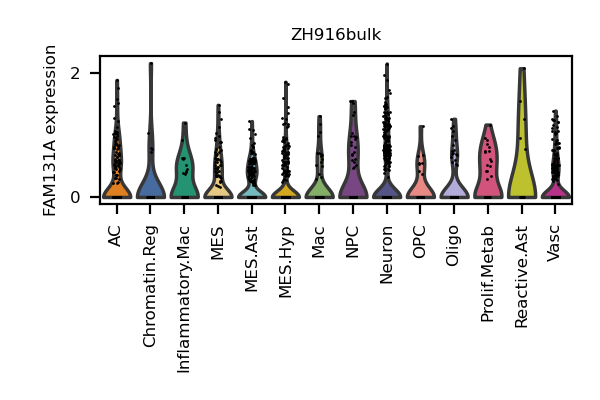 ZH916bulk
FAM131A expression
2
0
AC
Chromatin.Reg
Inflammatory.Mac
MES
MES.Ast
MES.Hyp
Mac
NPC
Neuron
OPC
Oligo
Prolif.Metab
Reactive.Ast
Vasc